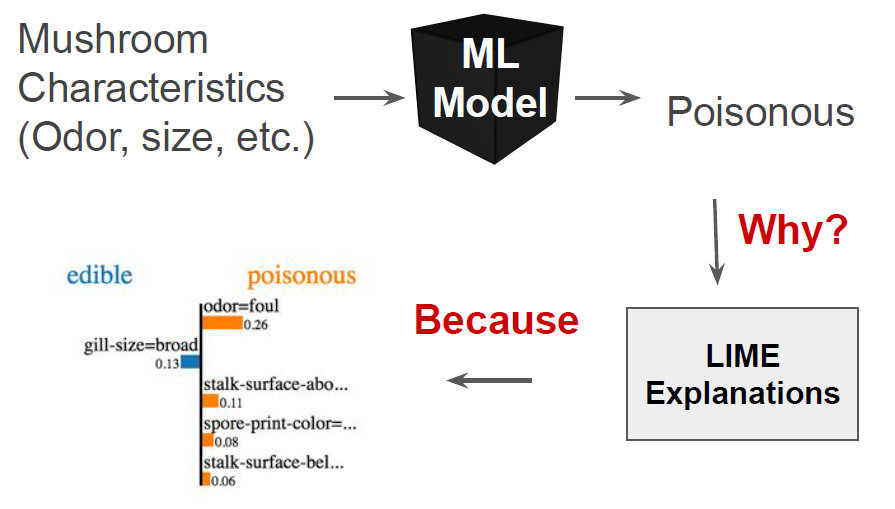 Mushroom
Characteristics
(Odor, size, etc.)
ML
Model
Poisonous
Why?
LIME
Explanations
Because
edible
poisonous
odor=foul
0.26
gill-size=broad
0.13
stalk-surface-abo...
0.11
spore-print-color=...
0.08
stalk-surface-bel...
0.06